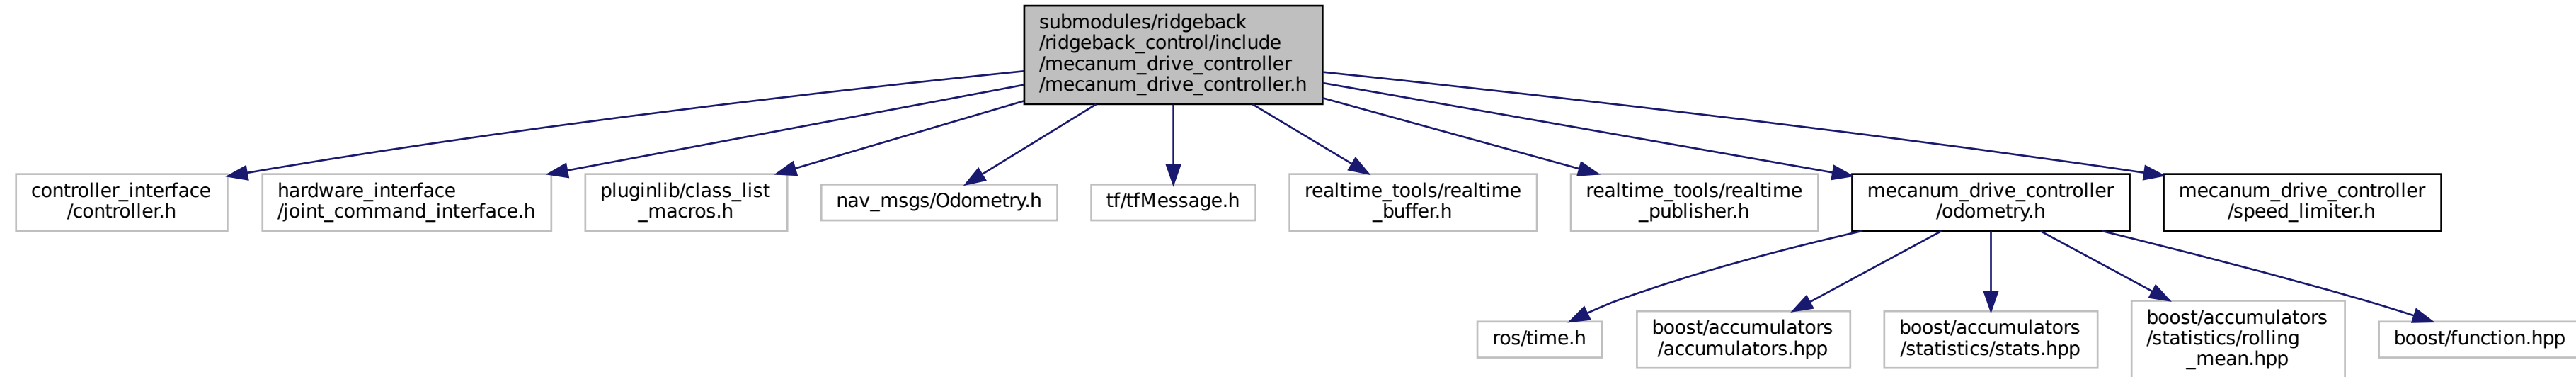 submodules/ridgeback
/ridgeback_control/include
/mecanum_drive_controller
/mecanum_drive_controller.h
controller_interface
/controller.h
hardware_interface
/joint_command_interface.h
pluginlib/class_list
_macros.h
nav_msgs/Odometry.h
tf/tfMessage.h
realtime_tools/realtime
_buffer.h
realtime_tools/realtime
_publisher.h
mecanum_drive_controller
/odometry.h
mecanum_drive_controller
/speed_limiter.h
ros/time.h
boost/accumulators
/accumulators.hpp
boost/accumulators
/statistics/stats.hpp
boost/accumulators
/statistics/rolling
_mean.hpp
boost/function.hpp